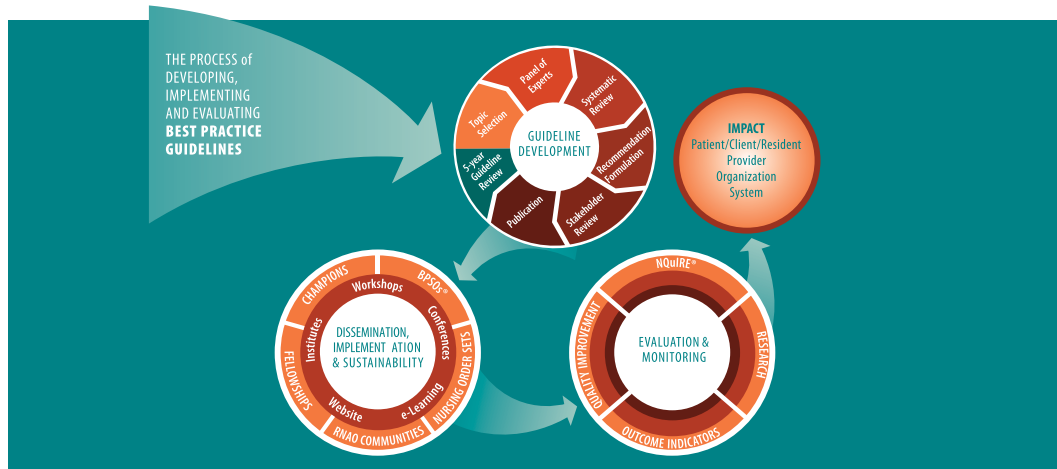 THE PROCESS of
DEVELOPING,
IMPLEMENTING
AND EVALUATING
BEST PRACTICE
GUIDELINES
GUIDELINE
DEVELOPMENT
Topic
Selection
Panel of
Experts
Systematic
Review
Recommendation
Formulation
Stakeholder
Review
Publication
5-year
Guideline
Review
IMPACT
Patient/Client/Resident
Provider
Organization
System
DISSEMINATION,
IMPLEMENT ATION
& SUSTAINABILITY
Workshops
Conferences
e-Learning
Website
Institutes
CHAMPIONS
BPSOs®
NURSING ORDER SETS
RNAO COMMUNITIES
FELLOWSHIPS
EVALUATION &
MONITORING
NQuIRE®
RESEARCH
OUTCOME INDICATORS
QUALITY IMPROVEMENT